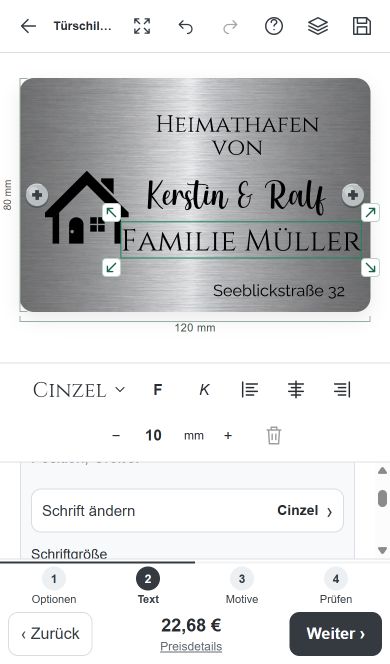 Türschil...
HEIMATHAFEN
VON
Kerstin & Ralf
FAMILIE MÜLLER
Seeblickstraße 32
80 mm
120 mm
CINZEL
F
K
− 10 mm +
Schrift ändern Cinzel ›
Schriftgröße
1 2 3 4
Optionen Text Motive Prüfen
‹ Zurück
22,68 €
Preisdetails
Weiter ›